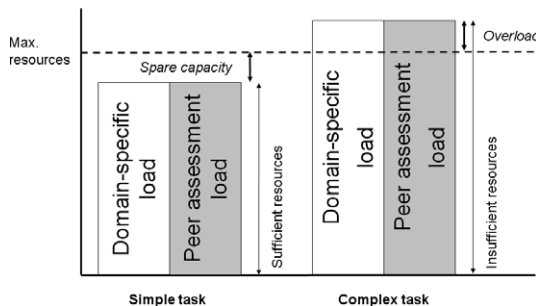 Max.
resources
Spare capacity
Overload
Domain-specific
load
Peer assessment
load
Sufficient resources
Domain-specific
load
Peer assessment
load
Insufficient resources
Simple task
Complex task